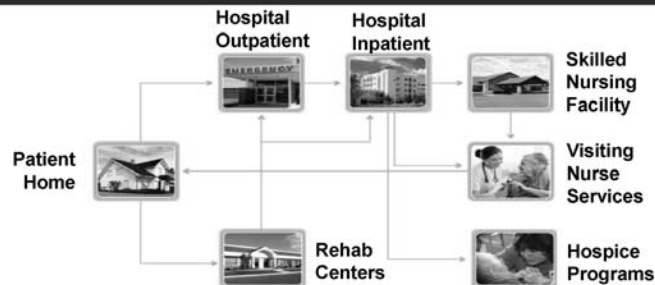 Hospital
Outpatient
Hospital
Inpatient
EMERGENCY
Skilled
Nursing
Facility
Patient
Home
Visiting
Nurse
Services
Rehab
Centers
Hospice
Programs